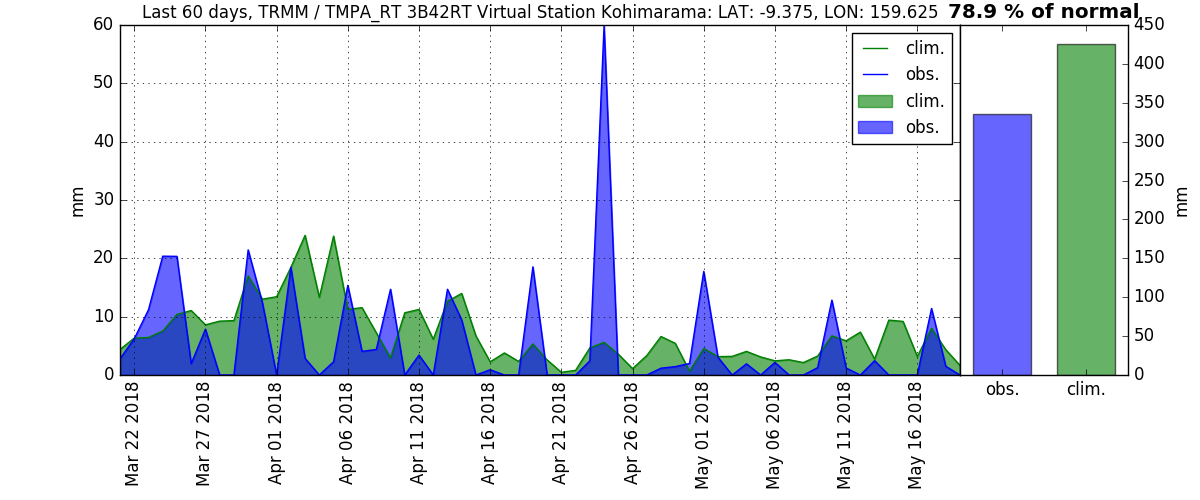 Last 60 days, TRMM / TMPA_RT 3B42RT Virtual Station Kohimarama: LAT: -9.375, LON: 159.625 78.9 % of normal
60
50
40
30
20
10
0
mm
clim.
obs.
clim.
obs.
Mar 22 2018
Mar 27 2018
Apr 01 2018
Apr 06 2018
Apr 11 2018
Apr 16 2018
Apr 21 2018
Apr 26 2018
May 01 2018
May 06 2018
May 11 2018
May 16 2018
450
400
350
300
250
200
150
100
50
0
mm
obs. clim.